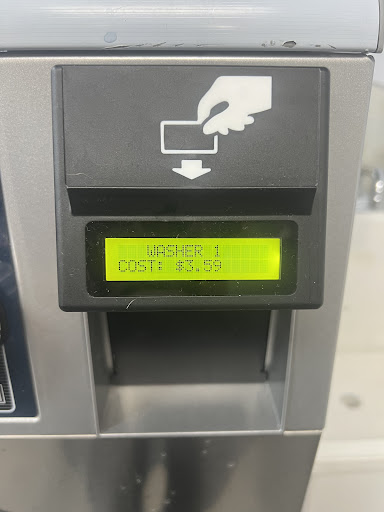 WASHER 1
COST: $3.59